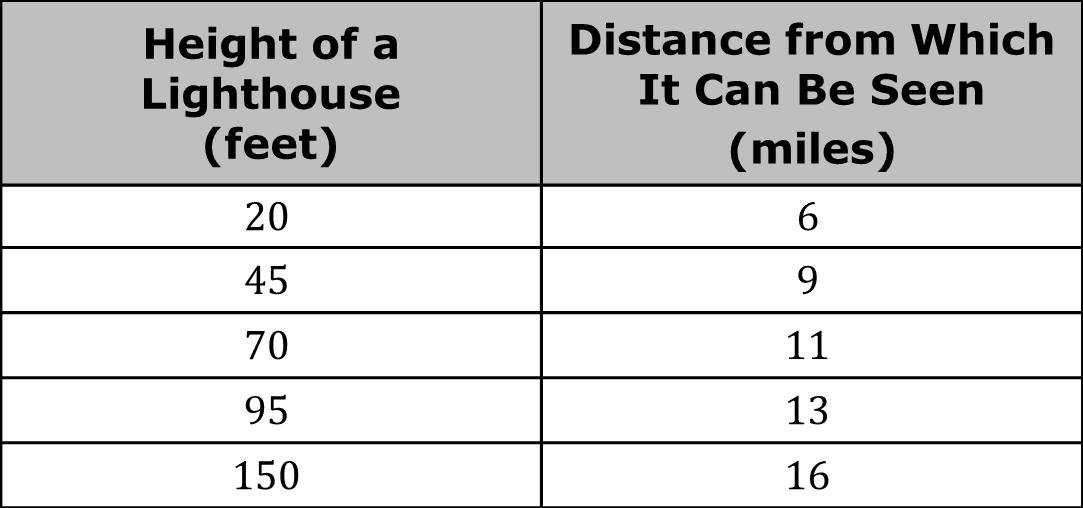 Height of a
Lighthouse
(feet)
Distance from Which
It Can Be Seen
(miles)
20 6
45 9
70 11
95 13
150 16